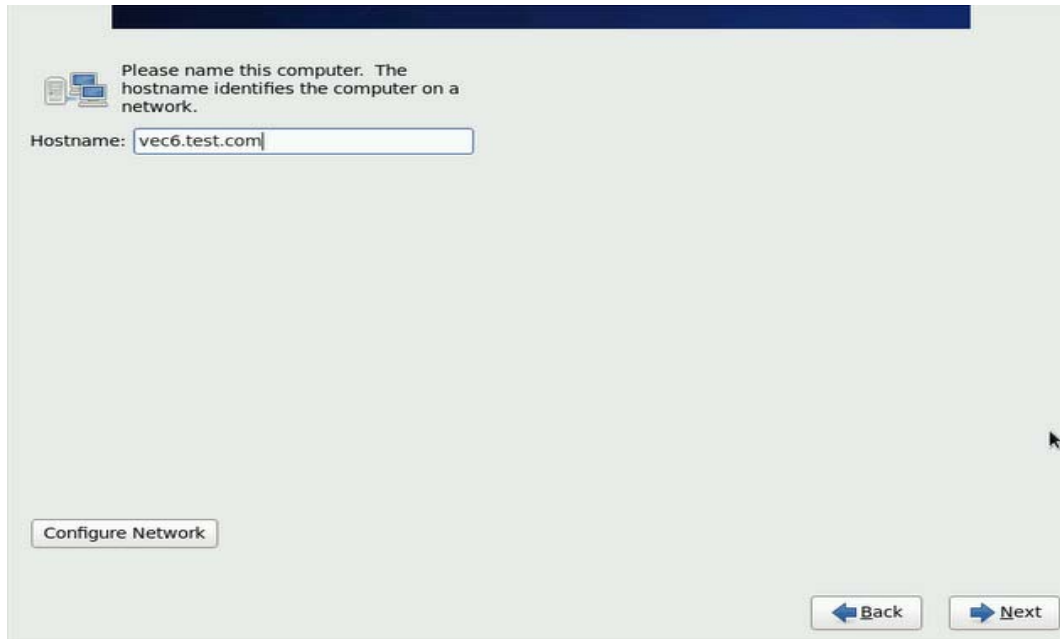 Please name this computer. The
hostname identifies the computer on a
network.
Hostname: vec6.test.com
Configure Network
Back
Next